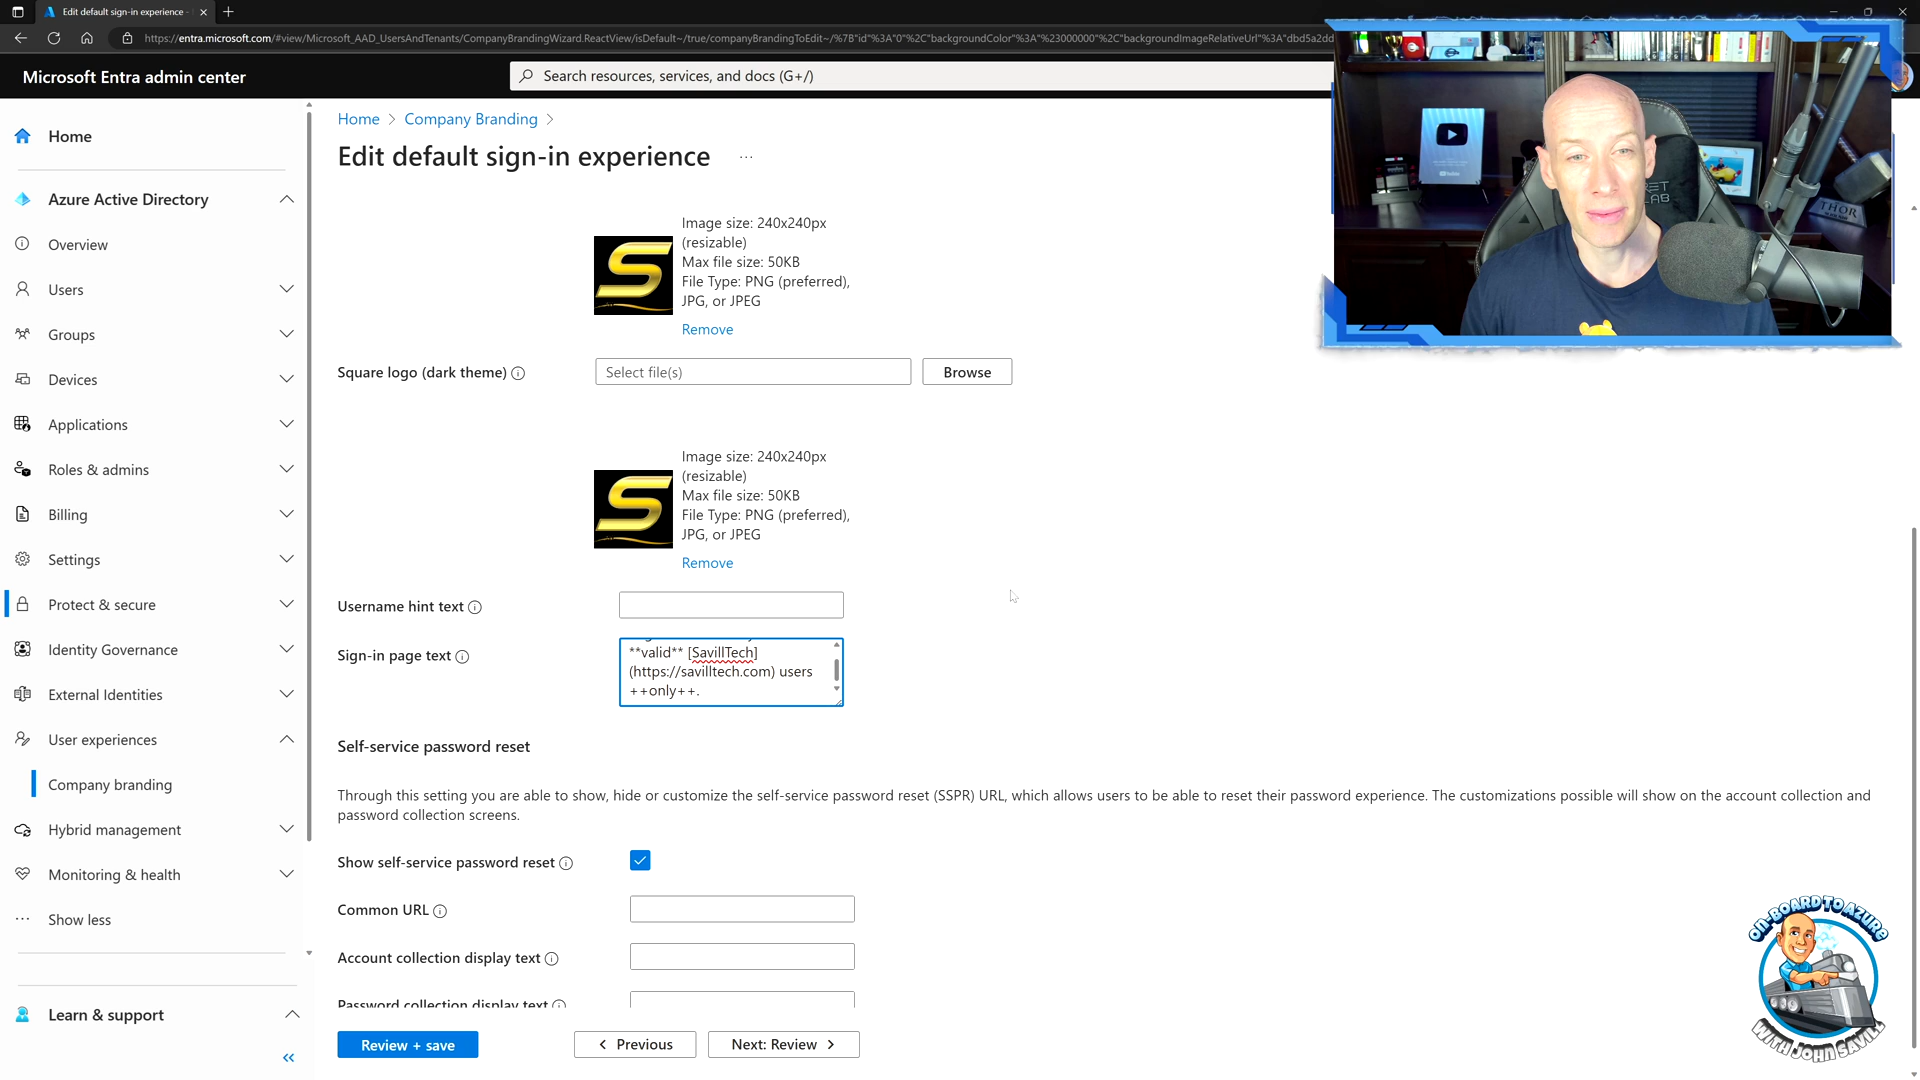 Edit default sign-in experience -
https://entra.microsoft.com/#view/Microsoft_AAD_UsersAndTenants/CompanyBrandingWizard.ReactView/isDefault~/true/companyBrandingToEdit~/%7B"id"%3A"0"%2C"backgroundColor"%3A"%23000000"%2C"backgroundImageRelativeUrl"%3A"dbd5a2dd
Microsoft Entra admin center
Search resources, services, and docs (G+/)
Home
Azure Active Directory
Overview
Users
Groups
Devices
Applications
Roles & admins
Billing
Settings
Protect & secure
Identity Governance
External Identities
User experiences
Company branding
Hybrid management
Monitoring & health
Show less
Learn & support
Home > Company Branding >
Edit default sign-in experience ...
Image size: 240x240px
(resizable)
Max file size: 50KB
File Type: PNG (preferred),
JPG, or JPEG
Remove
Square logo (dark theme)
Select file(s)
Browse
Image size: 240x240px
(resizable)
Max file size: 50KB
File Type: PNG (preferred),
JPG, or JPEG
Remove
Username hint text
Sign-in page text
**valid** [SavillTech]
(https://savilltech.com) users
++only++.
Self-service password reset
Through this setting you are able to show, hide or customize the self-service password reset (SSPR) URL, which allows users to be able to reset their password experience. The customizations possible will show on the account collection and
password collection screens.
Show self-service password reset
Common URL
Account collection display text
Password collection display text
Review + save
< Previous
Next: Review >
THOR
ON-BOARD TO AZURE
WITH JOHN SAVILL